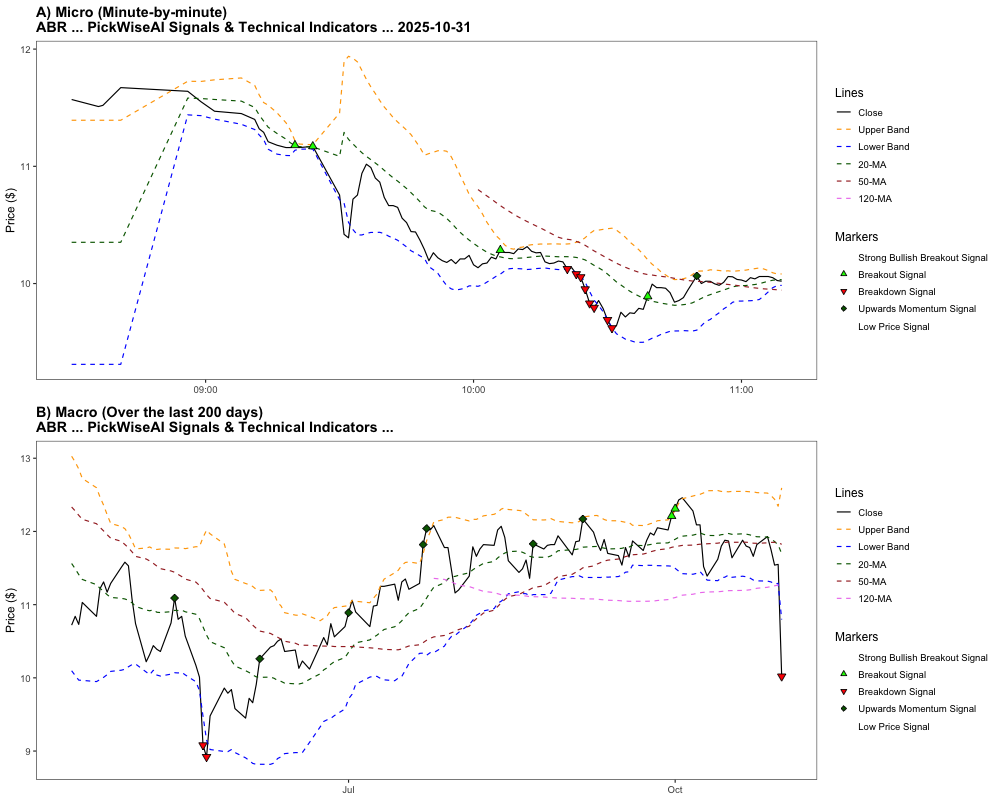 A) Micro (Minute-by-minute)
ABR ... PickWiseAI Signals & Technical Indicators ... 2025-10-31
12
11
10
Price ($)
09:00
10:00
11:00
Lines
Close
Upper Band
Lower Band
20-MA
50-MA
120-MA
Markers
Strong Bullish Breakout Signal
Breakout Signal
Breakdown Signal
Upwards Momentum Signal
Low Price Signal
B) Macro (Over the last 200 days)
ABR ... PickWiseAI Signals & Technical Indicators ...
13
12
11
10
9
Price ($)
Jul
Oct
Lines
Close
Upper Band
Lower Band
20-MA
50-MA
120-MA
Markers
Strong Bullish Breakout Signal
Breakout Signal
Breakdown Signal
Upwards Momentum Signal
Low Price Signal